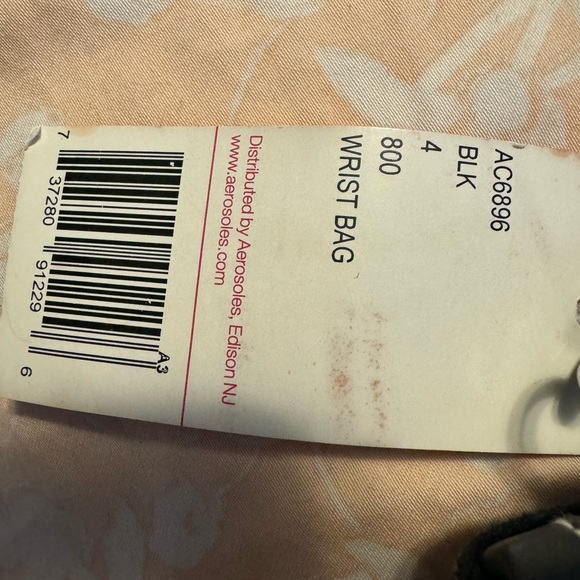 AC6896
BLK
4
800
WRIST BAG
Distributed by Aerosoles, Edison NJ
www.aerosoles.com
A3
7 37280 91229 6